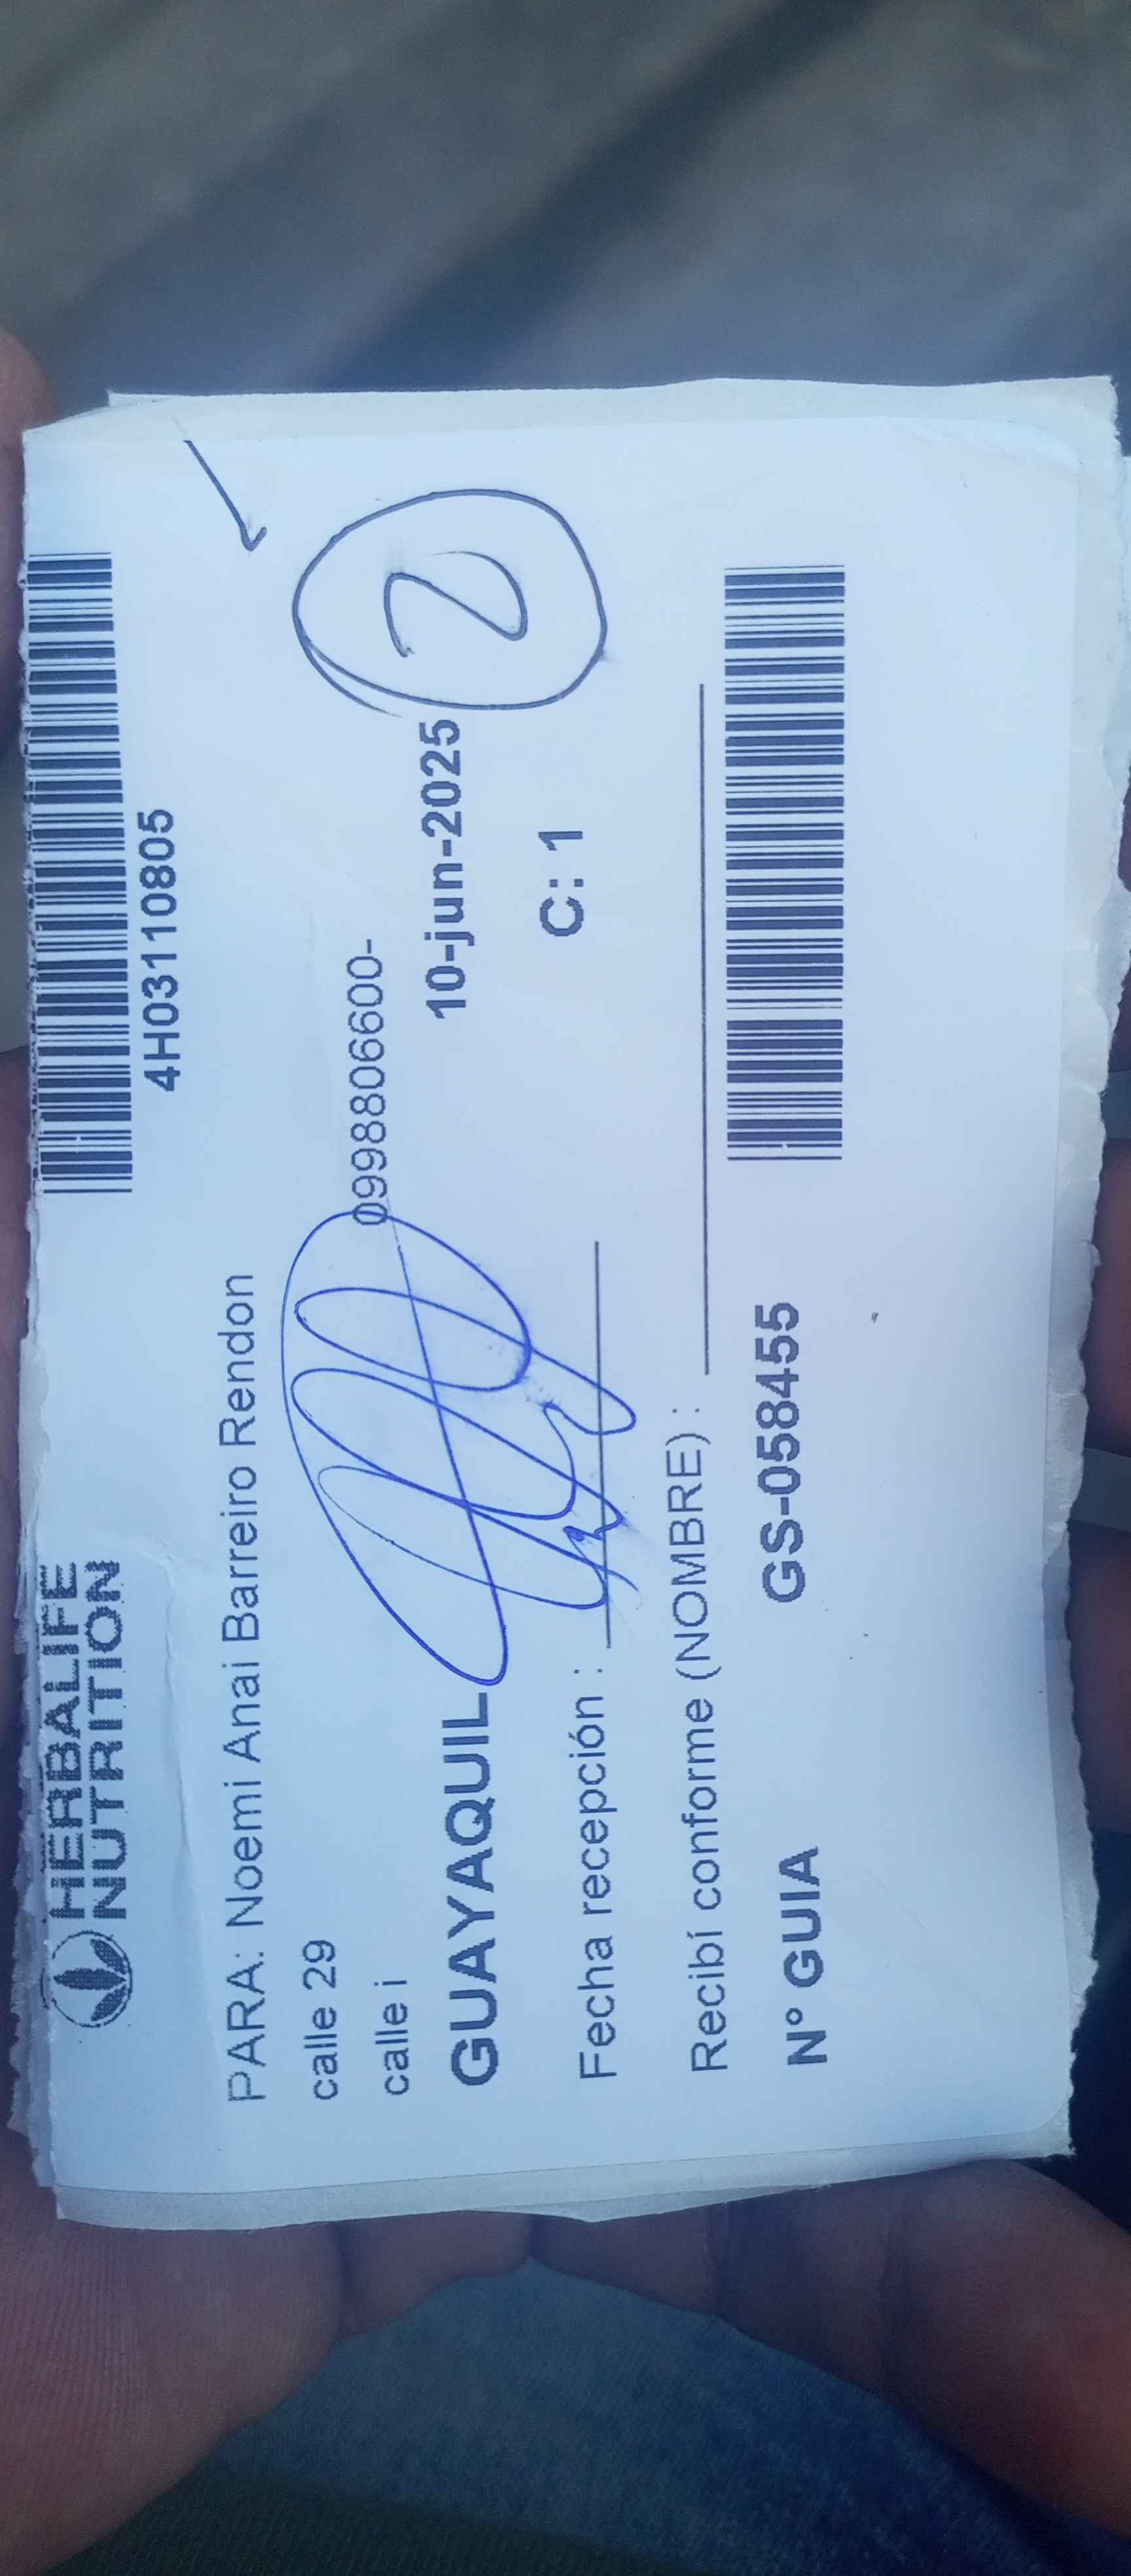 HERBALIFE
NUTRITION
4H03110805
PARA: Noemi Anai Barreiro Rendon
calle 29
calle i
0998806600-
GUAYAQUIL
10-jun-2025
2
Fecha recepción :
C: 1
Recibí conforme (NOMBRE) :
N° GUIA
GS-058455